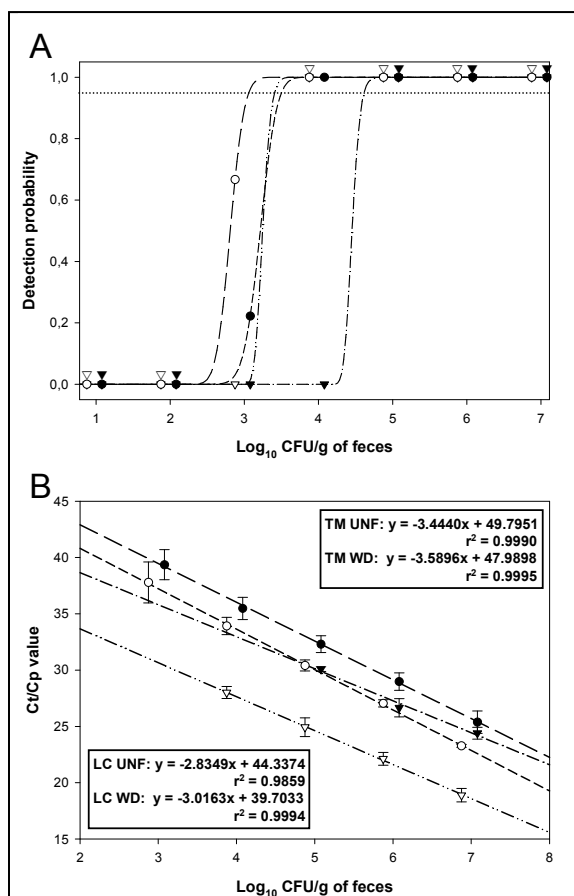 A
1,0
0,8
0,6
0,4
0,2
0,0
Detection probability
1 2 3 4 5 6 7
Log10 CFU/g of feces
B
45
40
35
30
25
20
15
Ct/Cp value
TM UNF: y = -3.4440x + 49.7951
r2 = 0.9990
TM WD: y = -3.5896x + 47.9898
r2 = 0.9995
LC UNF: y = -2.8349x + 44.3374
r2 = 0.9859
LC WD: y = -3.0163x + 39.7033
r2 = 0.9994
2 3 4 5 6 7 8
Log10 CFU/g of feces